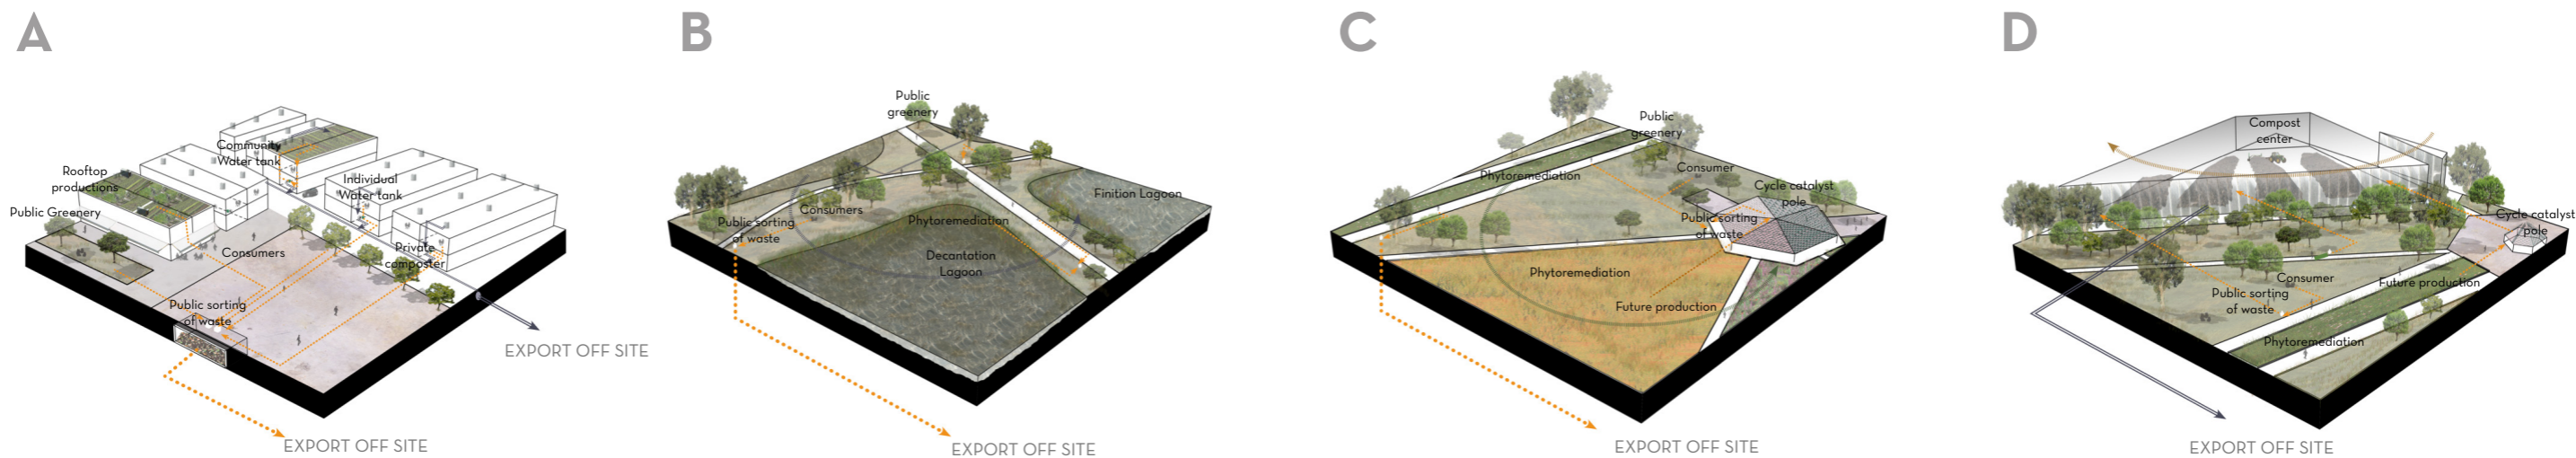 A
Community
Water tank
Rooftop
productions
Individual
Water tank
Public Greenery
Consumers
Private
composter
Public sorting
of waste
EXPORT OFF SITE
EXPORT OFF SITE
B
Public
greenery
Finition Lagoon
Consumers
Phytoremediation
Public sorting
of waste
Decantation
Lagoon
EXPORT OFF SITE
C
Public
greenery
Phytoremediation
Consumer
Cycle catalyst
pole
Public sorting
of waste
Phytoremediation
Future production
EXPORT OFF SITE
D
Compost
center
Cycle catalyst
pole
Consumer
Future production
Public sorting
of waste
Phytoremediation
EXPORT OFF SITE